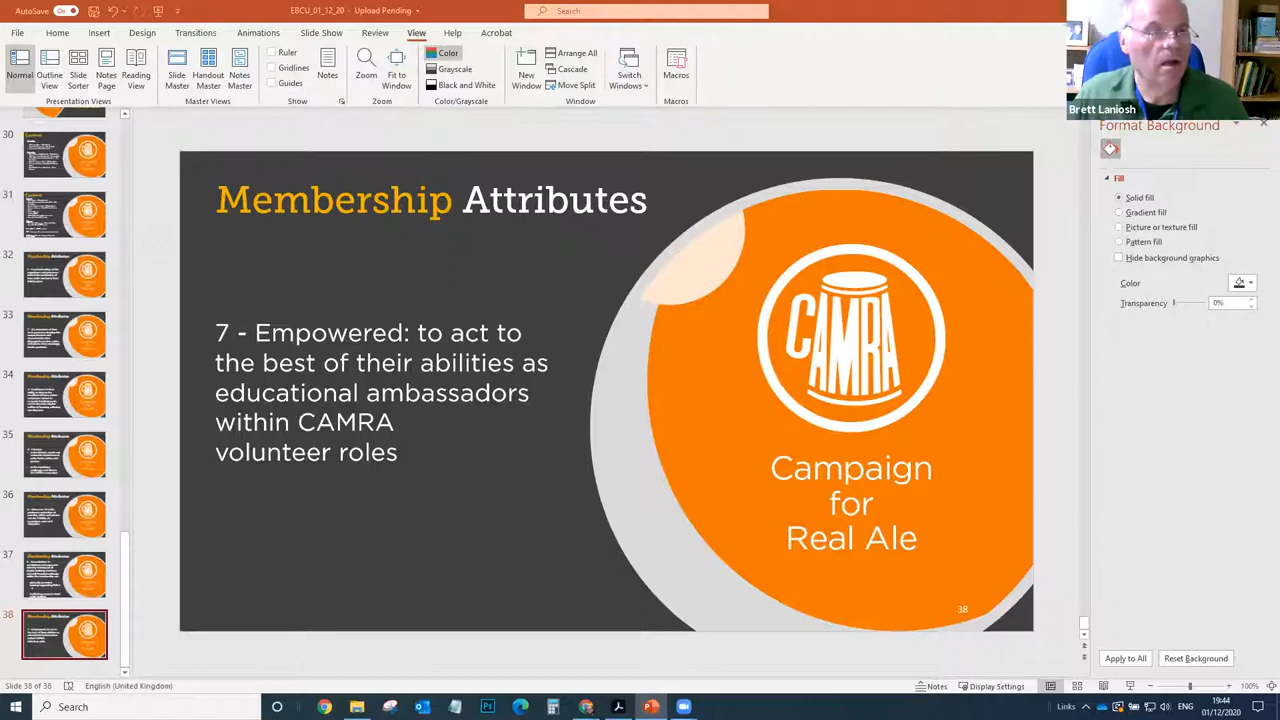 AutoSave On
EBCU_01_12_20 - Upload Pending
Search
File Home Insert Design Transitions Animations Slide Show Review View Help Acrobat
Normal
Outline View
Slide Sorter
Notes Page
Reading View
Presentation Views
Slide Master
Handout Master
Notes Master
Master Views
Ruler
Gridlines
Guides
Show
Notes
Zoom
Fit to Window
Zoom
Color
Grayscale
Black and White
Color/Grayscale
New Window
Arrange All
Cascade
Move Split
Switch Windows
Window
Macros
Macros
Brett Laniosh
30
31
32
33
34
35
36
37
38
Membership Attributes
7 - Empowered: to act to
the best of their abilities as
educational ambassadors
within CAMRA
volunteer roles
CAMRA
Campaign
for
Real Ale
38
Format Background
Fill
Solid fill
Gradient fill
Picture or texture fill
Pattern fill
Hide background graphics
Color
Transparency 0%
Apply to All Reset Background
Slide 38 of 38 English (United Kingdom)
Notes Display Settings 100%
Search
Links
19:44
01/12/2020